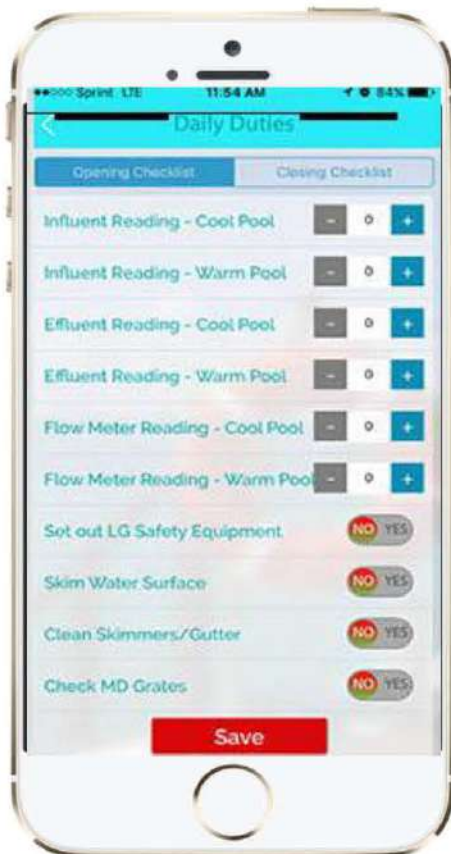 Sprint LTE 11:54 AM 84%
Daily Duties
Opening Checklist Closing Checklist
Influent Reading - Cool Pool - 0 +
Influent Reading - Warm Pool - 0 +
Effluent Reading - Cool Pool - 0 +
Effluent Reading - Warm Pool - 0 +
Flow Meter Reading - Cool Pool - 0 +
Flow Meter Reading - Warm Pool - 0 +
Set out LG Safety Equipment NO YES
Skim Water Surface NO YES
Clean Skimmers/Gutter NO YES
Check MD Grates NO YES
Save